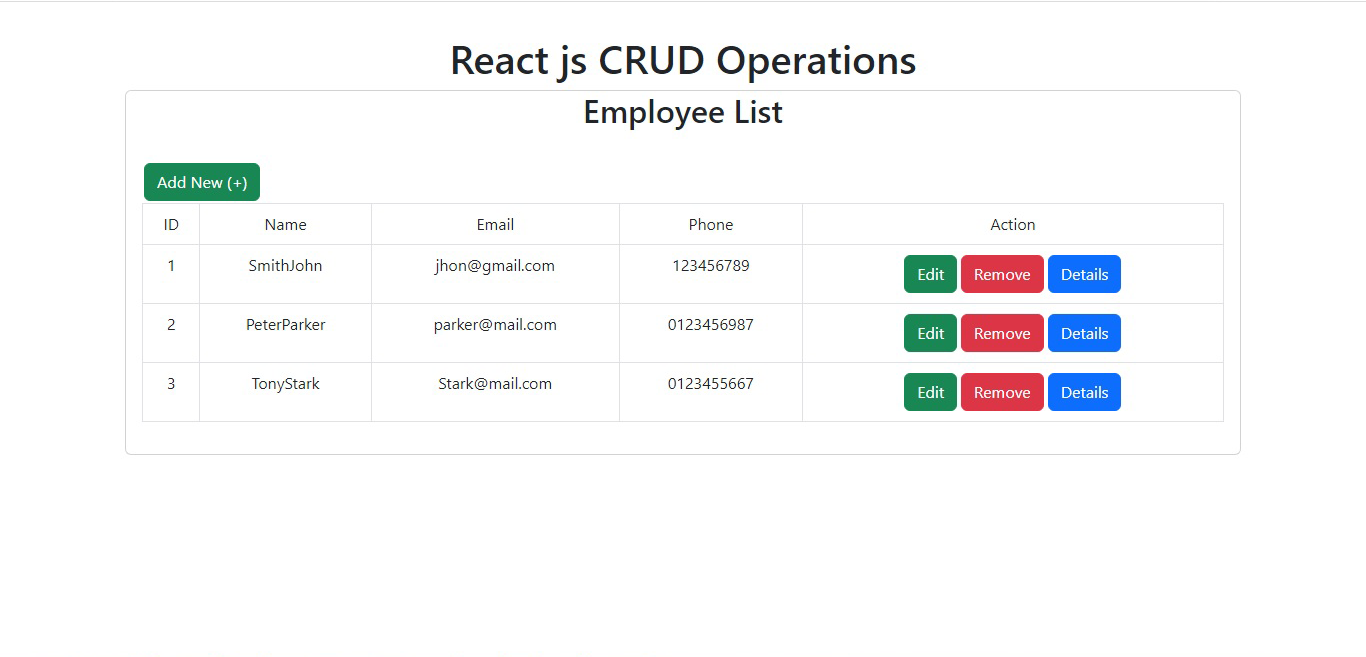 React js CRUD Operations
Employee List
Add New (+)
ID Name Email Phone Action
1 SmithJohn jhon@gmail.com 123456789 Edit Remove Details
2 PeterParker parker@mail.com 0123456987 Edit Remove Details
3 TonyStark Stark@mail.com 0123455667 Edit Remove Details